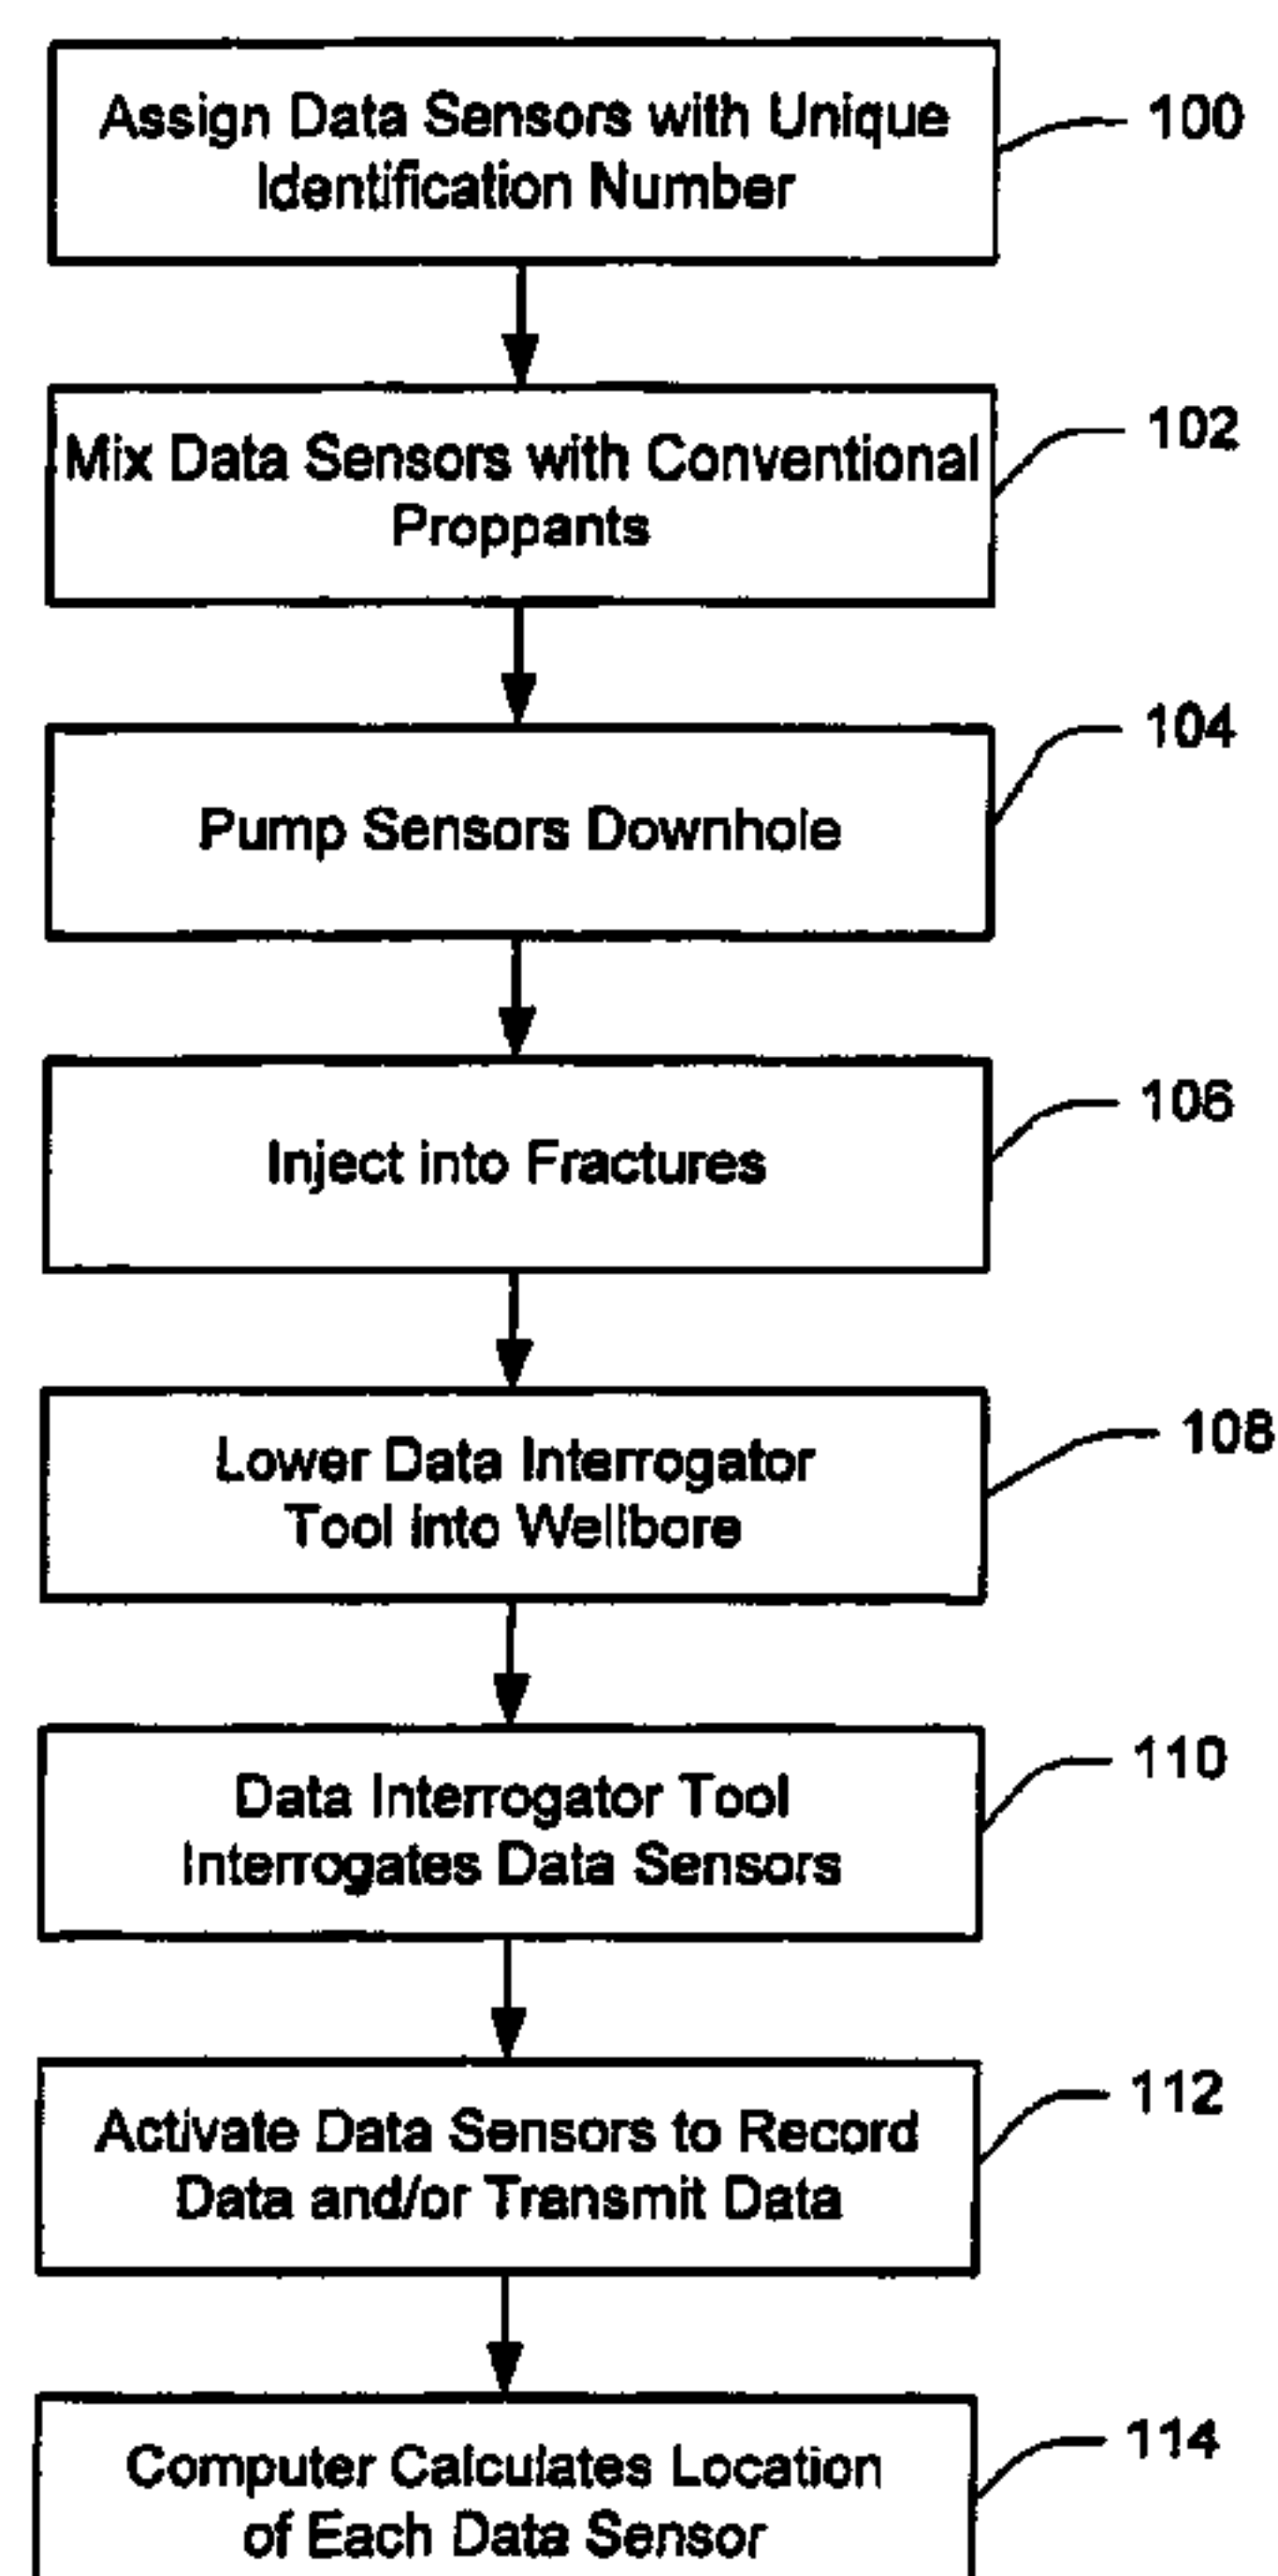 Assign Data Sensors with Unique
Identification Number
100
Mix Data Sensors with Conventional
Proppants
102
Pump Sensors Downhole
104
Inject into Fractures
106
Lower Data Interrogator
Tool into Wellbore
108
Data Interrogator Tool
Interrogates Data Sensors
110
Activate Data Sensors to Record
Data and/or Transmit Data
112
Computer Calculates Location
of Each Data Sensor
114